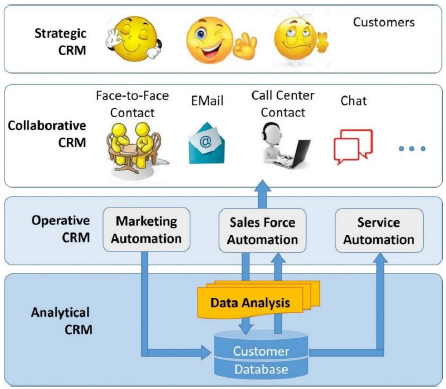 Strategic
CRM
Customers
Collaborative
CRM
Face-to-Face
Contact
EMail
@
Call Center
Contact
Chat
Operative
CRM
Marketing
Automation
Sales Force
Automation
Service
Automation
Analytical
CRM
Data Analysis
Customer
Database